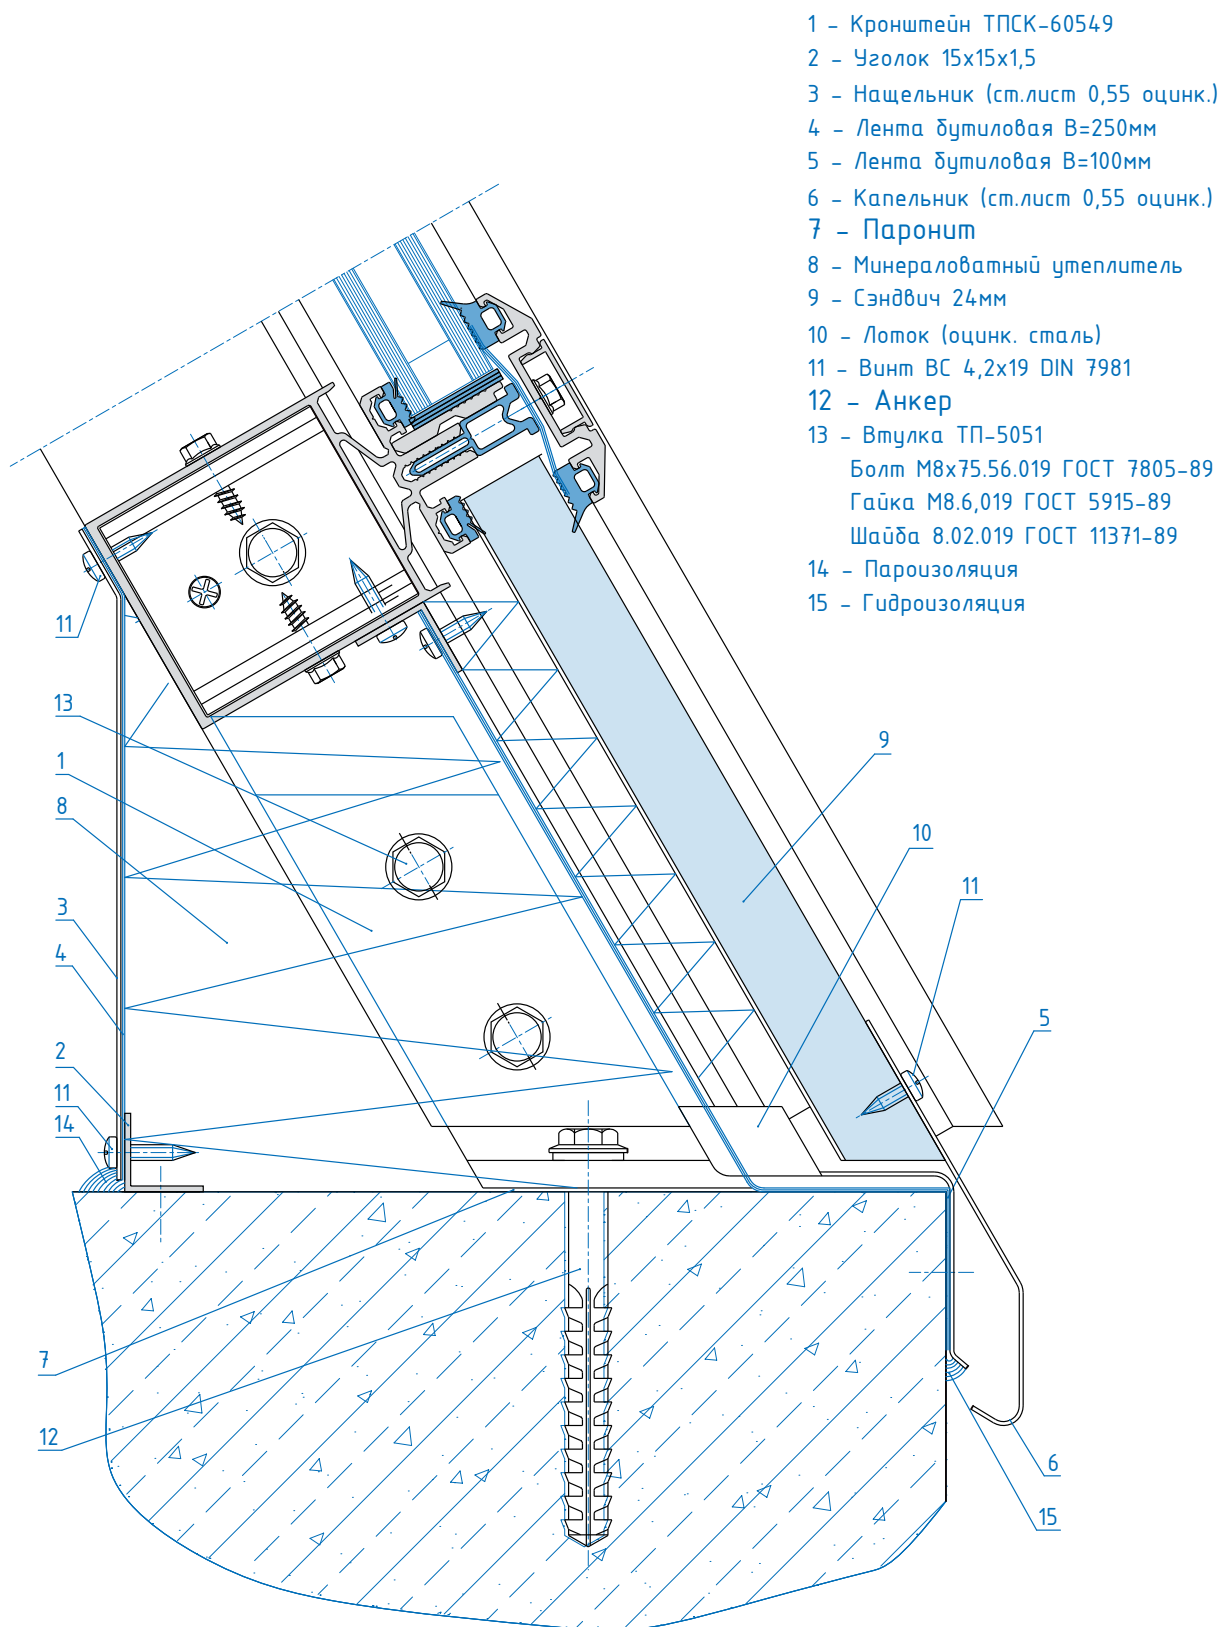 1 - Кронштейн ТПСК-60549
2 - Уголок 15х15х1,5
3 - Нащельник (ст.лист 0,55 оцинк.)
4 - Лента бутиловая В=250мм
5 - Лента бутиловая В=100мм
6 - Капельник (ст.лист 0,55 оцинк.)
7 - Паронит
8 - Минераловатный утеплитель
9 - Сэндвич 24мм
10 - Лоток (оцинк. сталь)
11 - Винт ВС 4,2х19 DIN 7981
12 - Анкер
13 - Втулка ТП-5051
Болт М8х75.56.019 ГОСТ 7805-89
Гайка М8.6,019 ГОСТ 5915-89
Шайба 8.02.019 ГОСТ 11371-89
14 - Пароизоляция
15 - Гидроизоляция
11
13
1
8
3
4
2
11
14
7
12
9
10
11
5
6
15